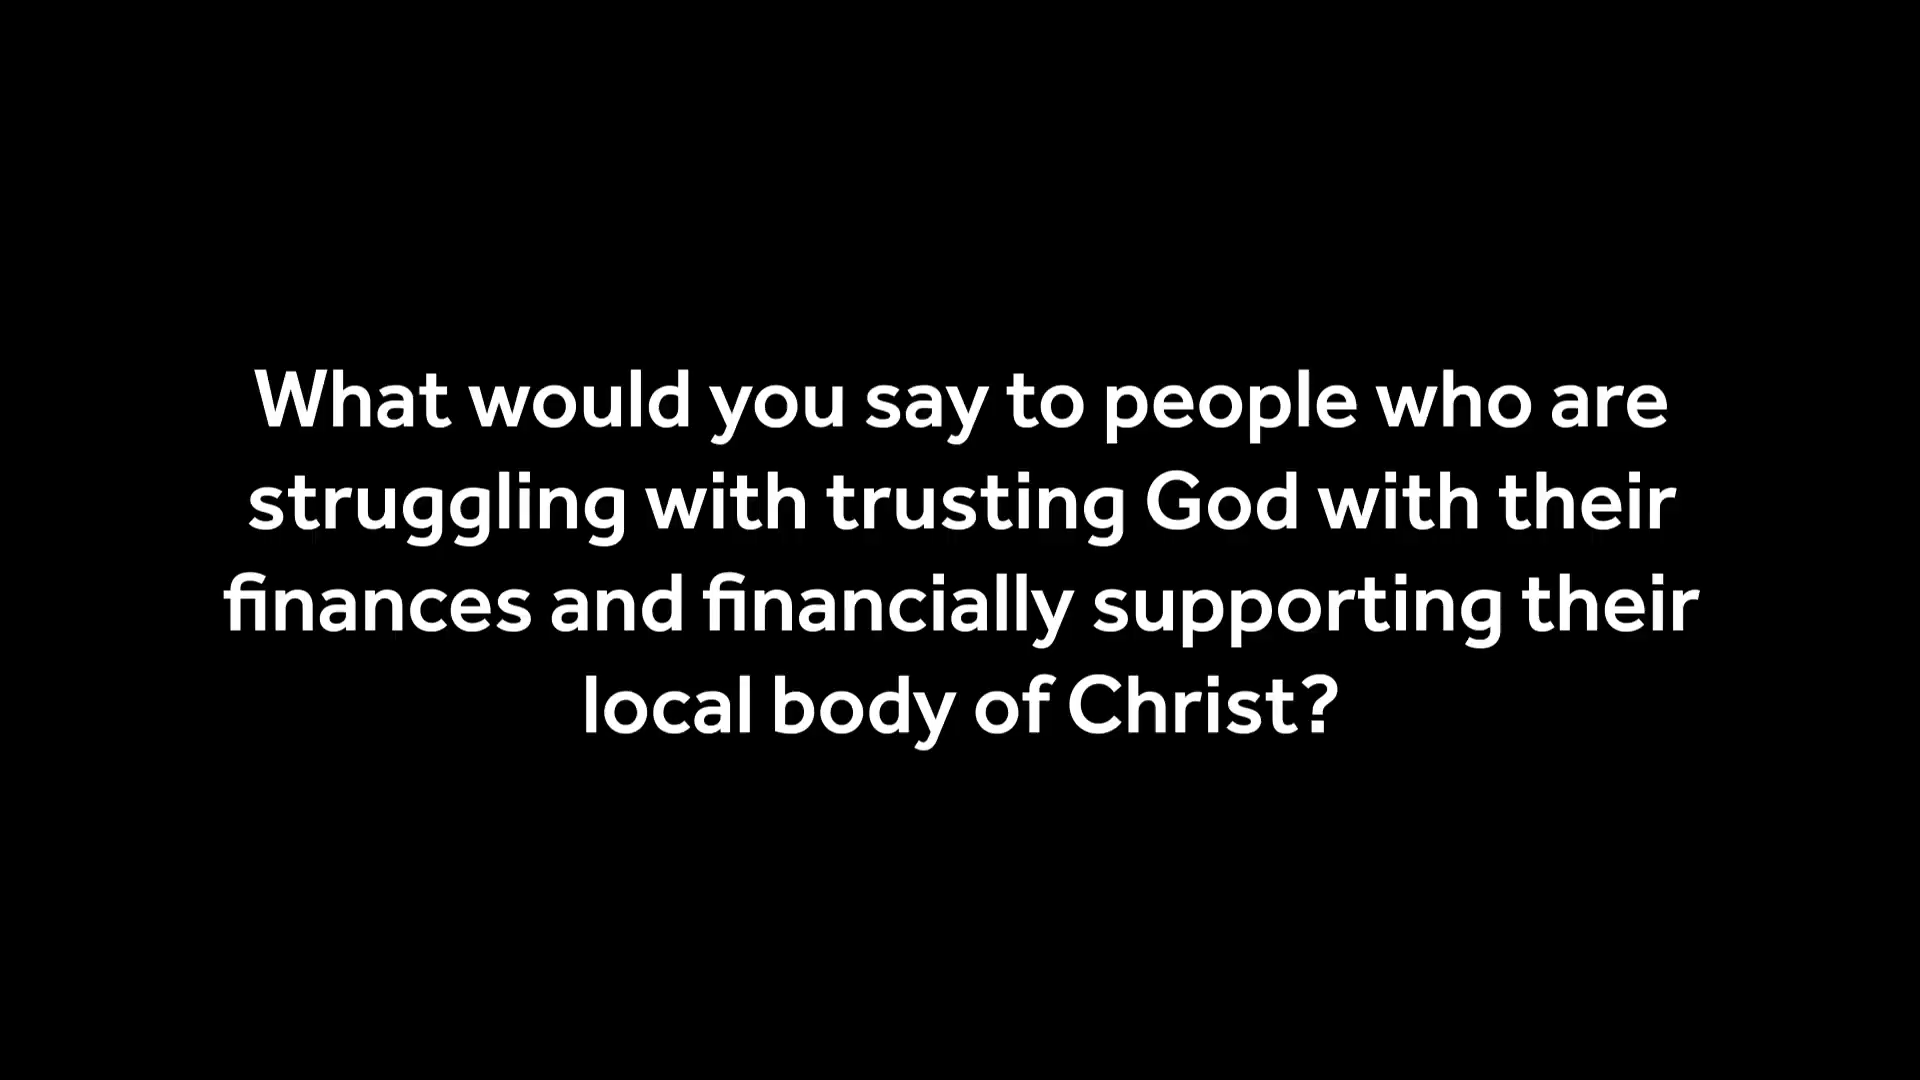 What would you say to people who are
struggling with trusting God with their
finances and financially supporting their
local body of Christ?